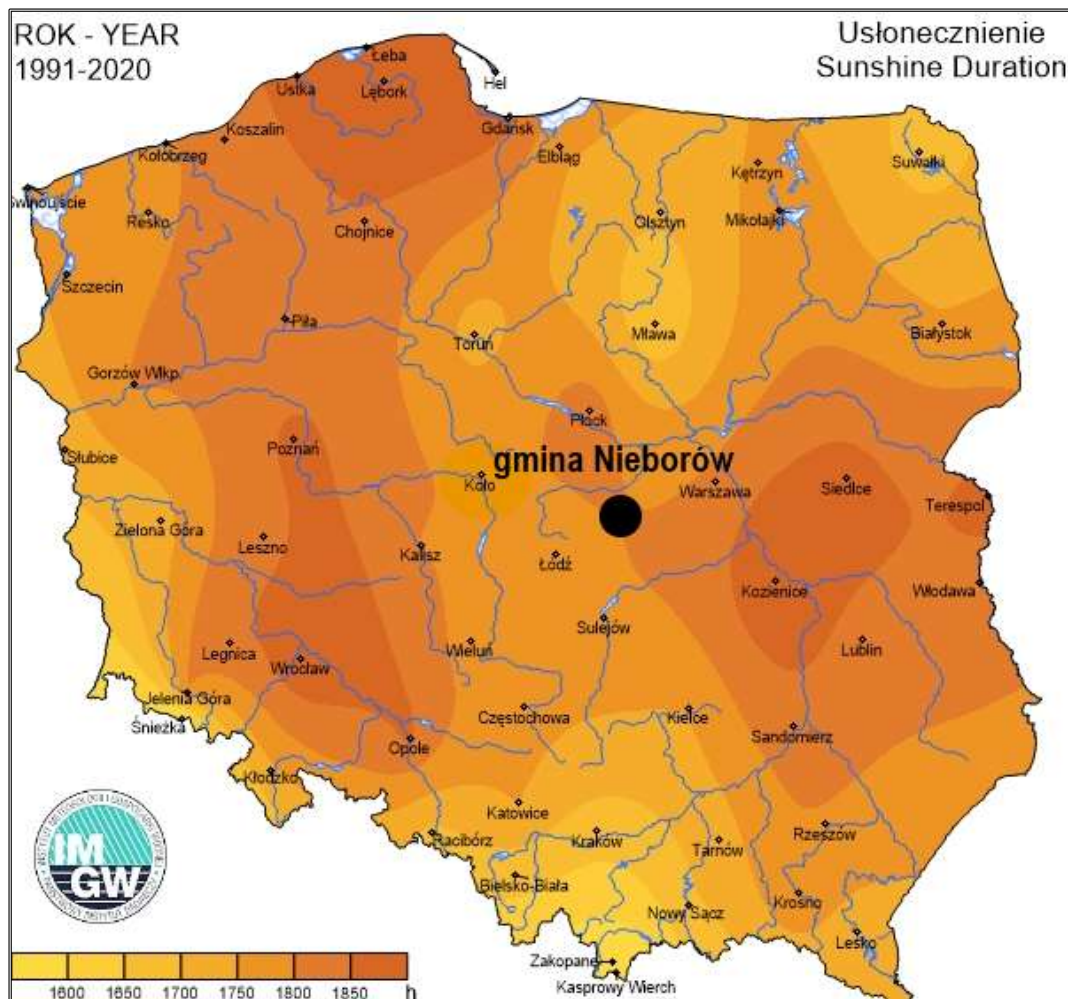 ROK - YEAR
1991-2020
Usłonecznienie
Sunshine Duration
Łeba
Ustka
Lębork
Hel
Gdańsk
Koszalin
Kołobrzeg
Elbląg
Suwałki
Kętrzyn
Świnoujście
Resko
Chojnice
Olsztyn
Mikołajki
Szczecin
Piła
Toruń
Mława
Białystok
Gorzów Wlkp.
Płock
Poznań
Słubice
gmina Nieborów
Koło
Warszawa
Siedlce
Terespol
Zielona Góra
Leszno
Kalisz
Łódź
Kozienice
Włodawa
Sulejów
Legnica
Wrocław
Wieluń
Lublin
Jelenia Góra
Śnieżka
Częstochowa
Kielce
Sandomierz
Opole
Kłodzko
Katowice
Racibórz
Kraków
Tarnów
Rzeszów
Bielsko-Biała
Nowy Sącz
Krosno
Lesko
Zakopane
Kasprowy Wierch
IM
GW
1600 1650 1700 1750 1800 1850 h